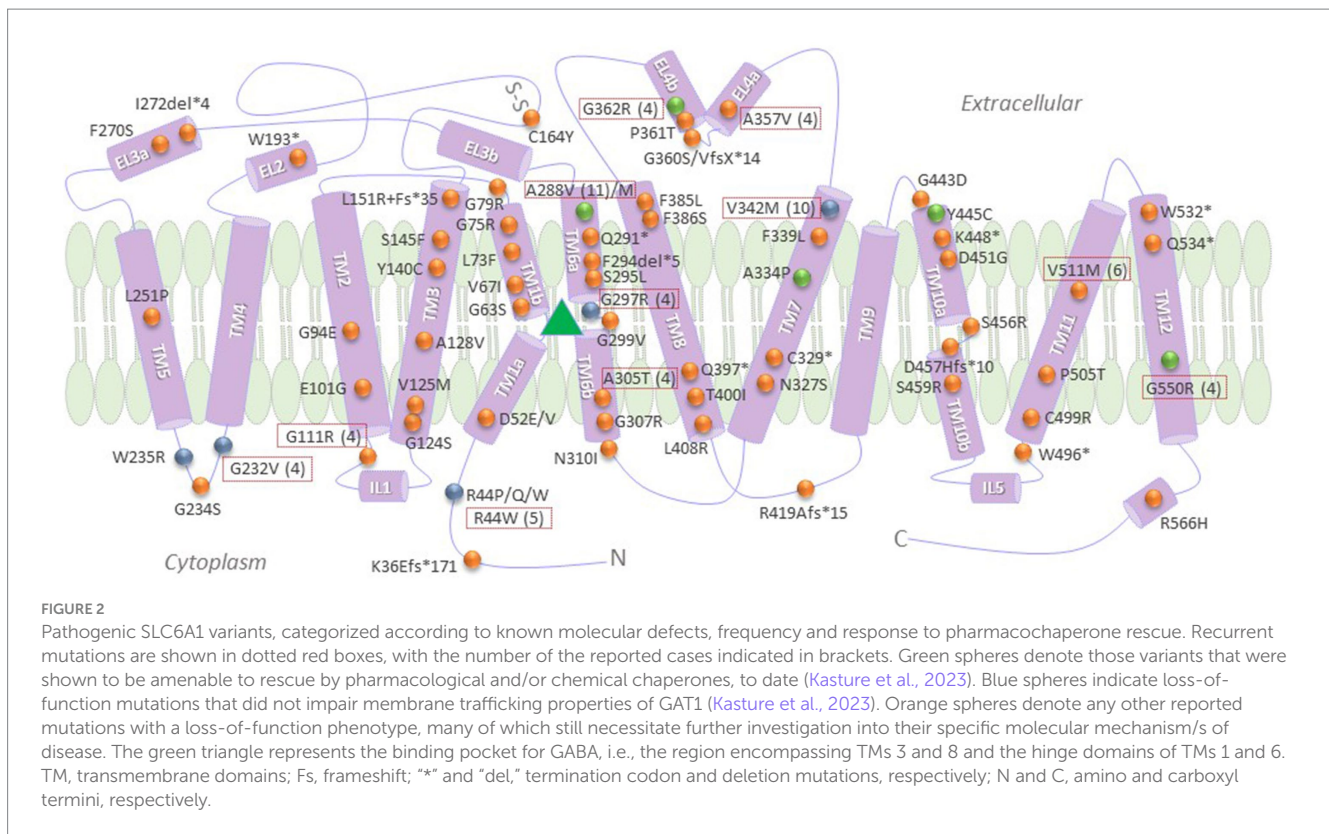 I272del*4
F270S
EL3a
W193*
EL2
S-S
C164Y
EL3b
EL4b
EL4a
G362R (4)
A357V (4)
P361T
G360S/VfsX*14
Extracellular
L151R+Fs*35
G79R
A288V (11)/M
F385L
F386S
V342M (10)
G443D
Y445C
W532*
S145F
G75R
Q291*
F339L
K448*
Q534*
Y140C
L73F
F294del*5
D451G
V67I
S295L
A334P
V511M (6)
L251P
G63S
G297R (4)
TM5
TM4
TM2
TM3
TM1b
TM6a
TM8
TM7
TM9
TM10a
TM11
TM12
G94E
A128V
G299V
S456R
TM1a
TM6b
C329*
D457Hfs*10
E101G
V125M
A305T (4)
Q397*
N327S
S459R
P505T
G550R (4)
T400I
TM10b
G111R (4)
G124S
D52E/V
G307R
L408R
C499R
W235R
G232V (4)
N310I
W496*
G234S
IL1
R44P/Q/W
R44W (5)
R419Afs*15
IL5
R566H
Cytoplasm
K36Efs*171
N
C
FIGURE 2
Pathogenic SLC6A1 variants, categorized according to known molecular defects, frequency and response to pharmacochaperone rescue. Recurrent
mutations are shown in dotted red boxes, with the number of the reported cases indicated in brackets. Green spheres denote those variants that were
shown to be amenable to rescue by pharmacological and/or chemical chaperones, to date (Kasture et al., 2023). Blue spheres indicate loss-of-
function mutations that did not impair membrane trafficking properties of GAT1 (Kasture et al., 2023). Orange spheres denote any other reported
mutations with a loss-of-function phenotype, many of which still necessitate further investigation into their specific molecular mechanism/s of
disease. The green triangle represents the binding pocket for GABA, i.e., the region encompassing TMs 3 and 8 and the hinge domains of TMs 1 and 6.
TM, transmembrane domains; Fs, frameshift; "*" and "del," termination codon and deletion mutations, respectively; N and C, amino and carboxyl
termini, respectively.